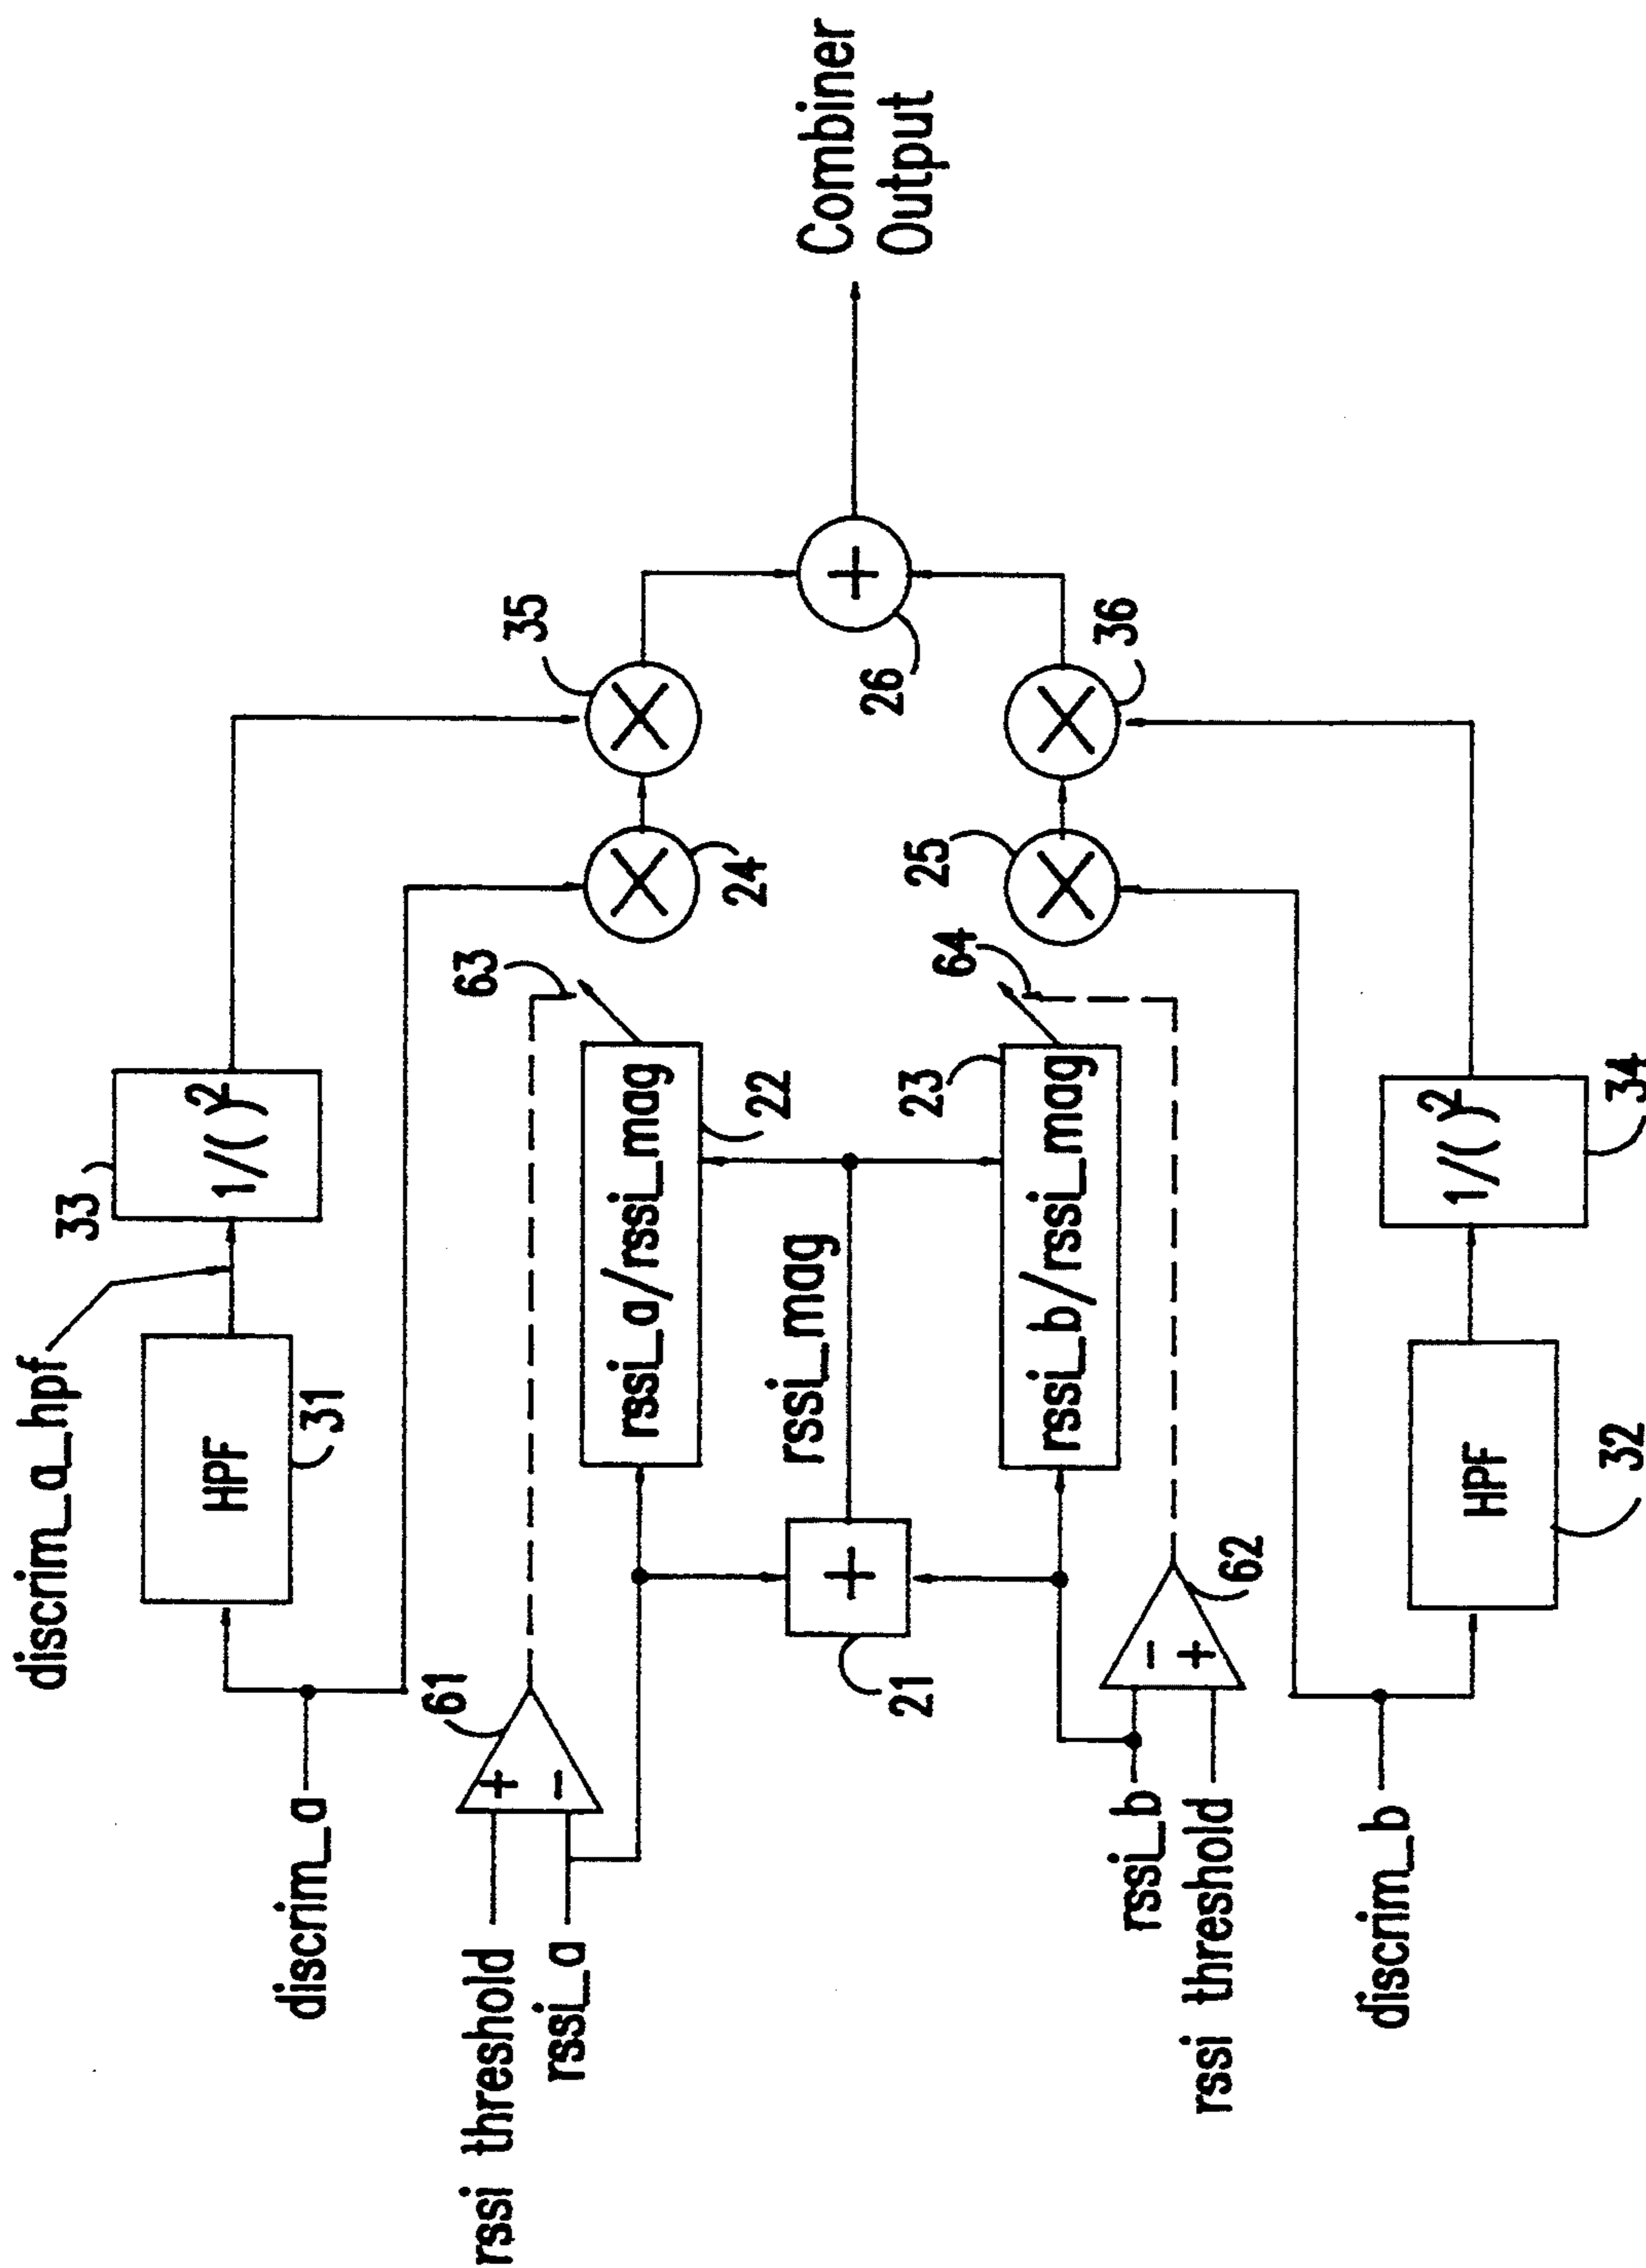 discrim_a_hpf
33
HPF
1/( )2
31
discrim_a
35
61
63
rssi threshold
rssi_a
+
-
rssi_a/rssi_mag
24
22
rssi_mag
+
21
+
26
Combiner
Output
25
64
23
rssi_b/rssi_mag
36
rssi_b
rssi threshold
-
+
62
discrim_b
HPF
32
1/( )2
34